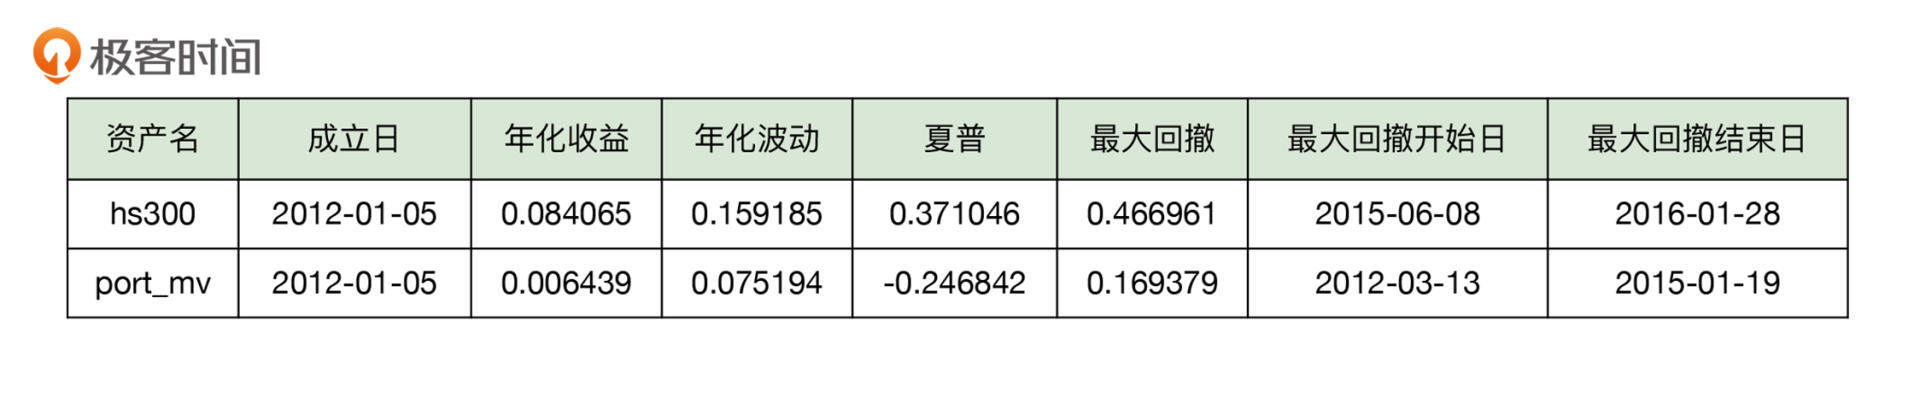 极客时间
资产名 成立日 年化收益 年化波动 夏普 最大回撤 最大回撤开始日 最大回撤结束日
hs300 2012-01-05 0.084065 0.159185 0.371046 0.466961 2015-06-08 2016-01-28
port_mv 2012-01-05 0.006439 0.075194 -0.246842 0.169379 2012-03-13 2015-01-19